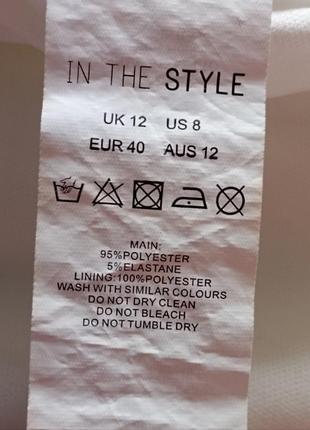 IN THE STYLE
UK 12 US 8
EUR 40 AUS 12
MAIN:
95%POLYESTER
5%ELASTANE
LINING:100%POLYESTER
WASH WITH SIMILAR COLOURS
DO NOT DRY CLEAN
DO NOT BLEACH
DO NOT TUMBLE DRY